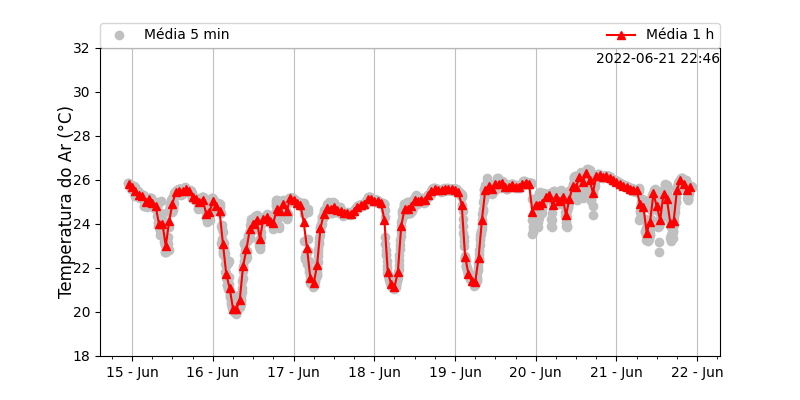 Média 5 min
Média 1 h
2022-06-21 22:46
Temperatura do Ar (°C)
32
30
28
26
24
22
20
18
15 - Jun
16 - Jun
17 - Jun
18 - Jun
19 - Jun
20 - Jun
21 - Jun
22 - Jun